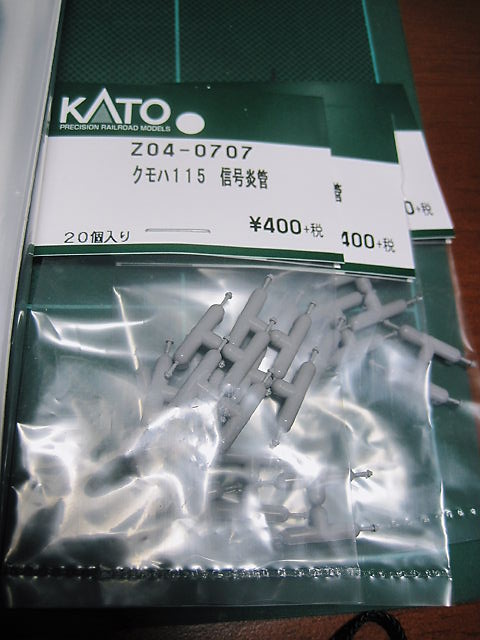 KATO
PRECISION RAILROAD MODELS
Z04-0707
クモハ115 信号炎管
20個入り
¥400+税
管
400+税
0+税